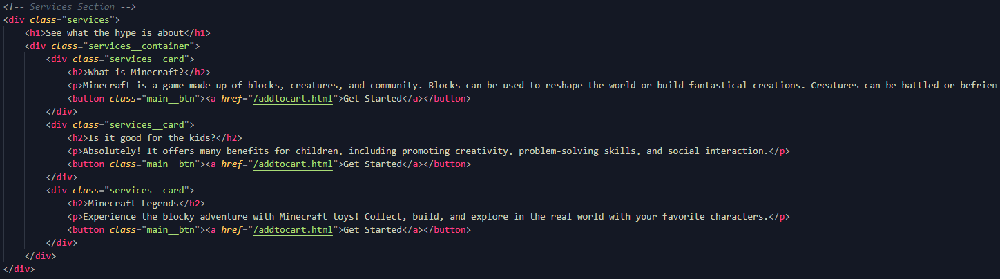 <!-- Services Section -->
<div class="services">
<h1>See what the hype is about</h1>
<div class="services__container">
<div class="services__card">
<h2>What is Minecraft?</h2>
<p>Minecraft is a game made up of blocks, creatures, and community. Blocks can be used to reshape the world or build fantastical creations. Creatures can be battled or befrien
<button class="main__btn"><a href="/addtocart.html">Get Started</a></button>
</div>
<div class="services__card">
<h2>Is it good for the kids?</h2>
<p>Absolutely! It offers many benefits for children, including promoting creativity, problem-solving skills, and social interaction.</p>
<button class="main__btn"><a href="/addtocart.html">Get Started</a></button>
</div>
<div class="services__card">
<h2>Minecraft Legends</h2>
<p>Experience the blocky adventure with Minecraft toys! Collect, build, and explore in the real world with your favorite characters.</p>
<button class="main__btn"><a href="/addtocart.html">Get Started</a></button>
</div>
</div>
</div>